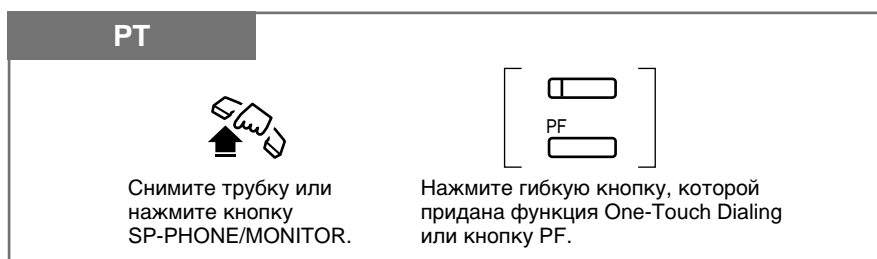 PT
PF
Снимите трубку или
нажмите кнопку
SP-PHONE/MONITOR.
Нажмите гибкую кнопку, которой
придана функция One-Touch Dialing
или кнопку PF.